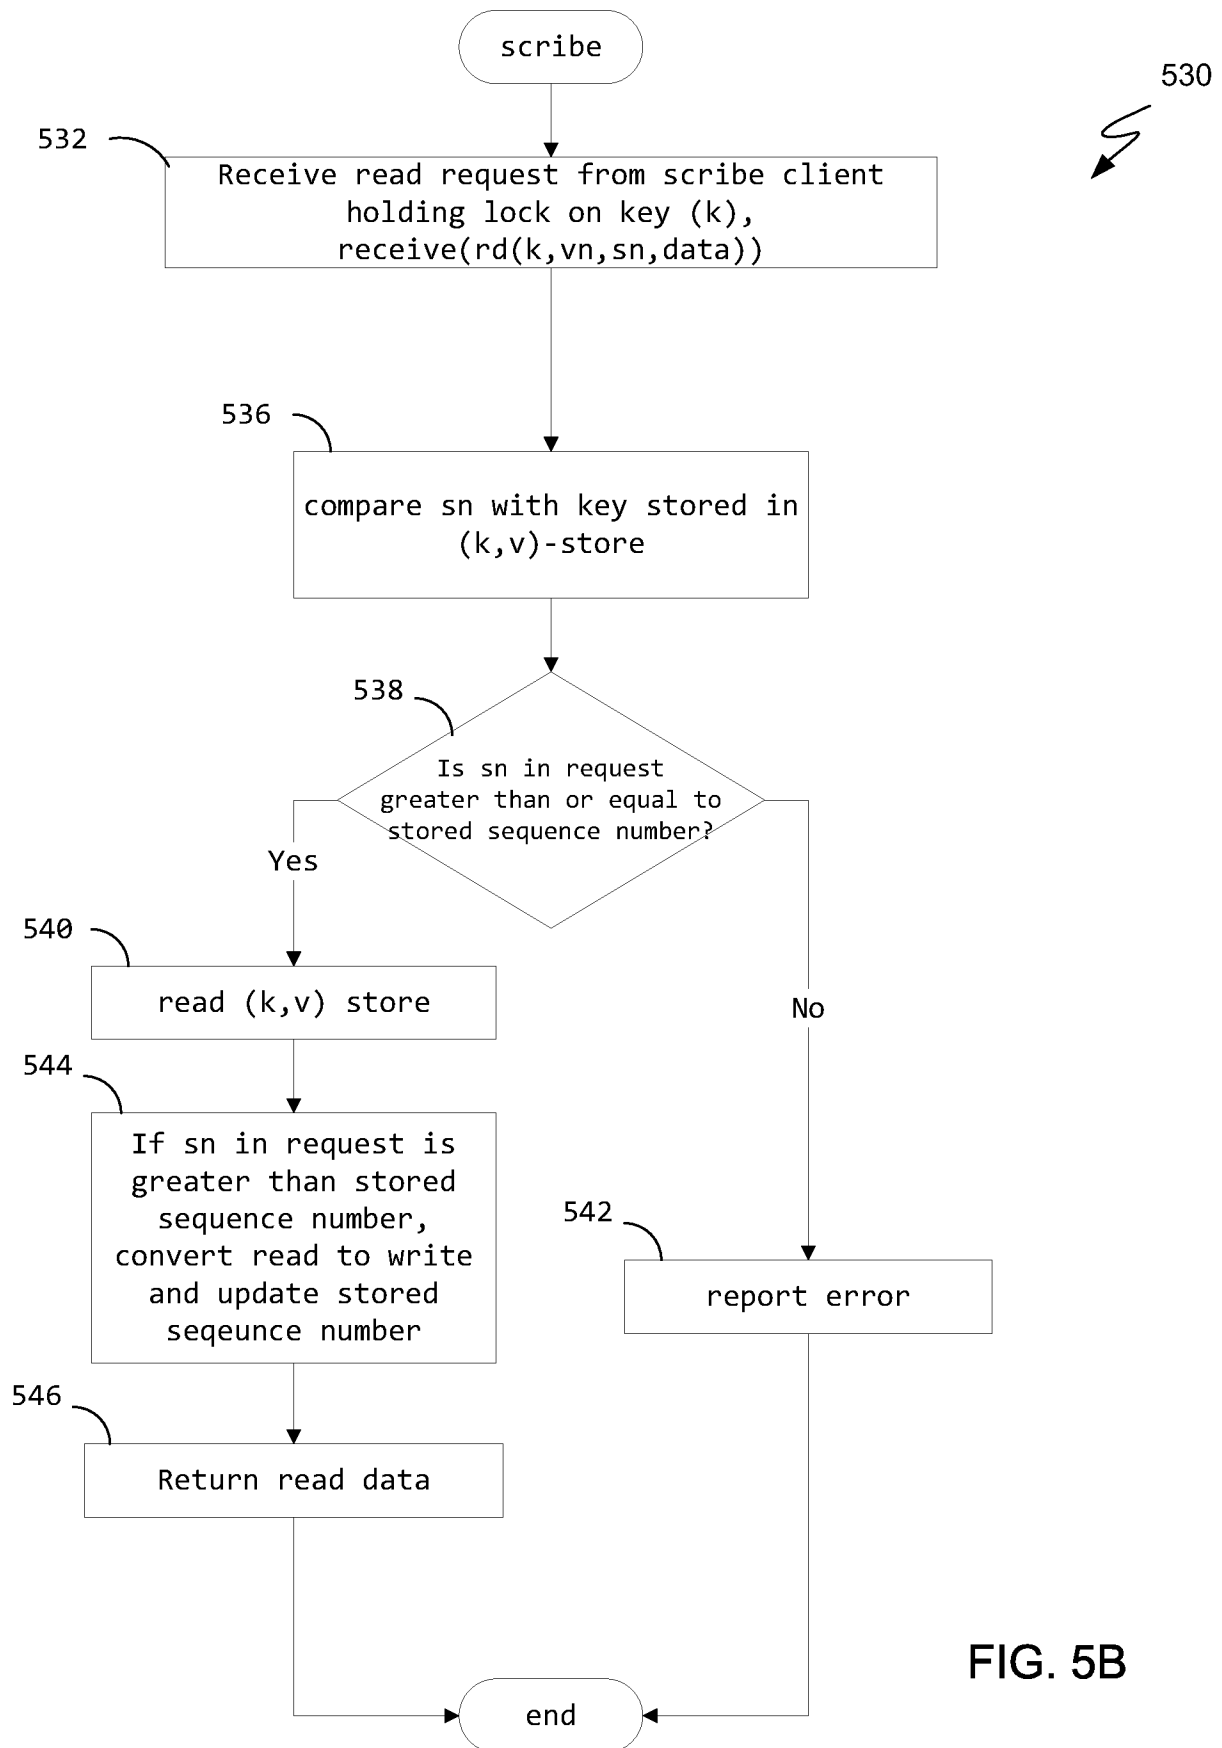 scribe
530
532
Receive read request from scribe client
holding lock on key (k),
receive(rd(k,vn,sn,data))
536
compare sn with key stored in
(k,v)-store
538
Is sn in request
greater than or equal to
stored sequence number?
Yes
540
read (k,v) store
No
544
If sn in request is
greater than stored
sequence number,
convert read to write
and update stored
seqeunce number
542
report error
546
Return read data
FIG. 5B
end